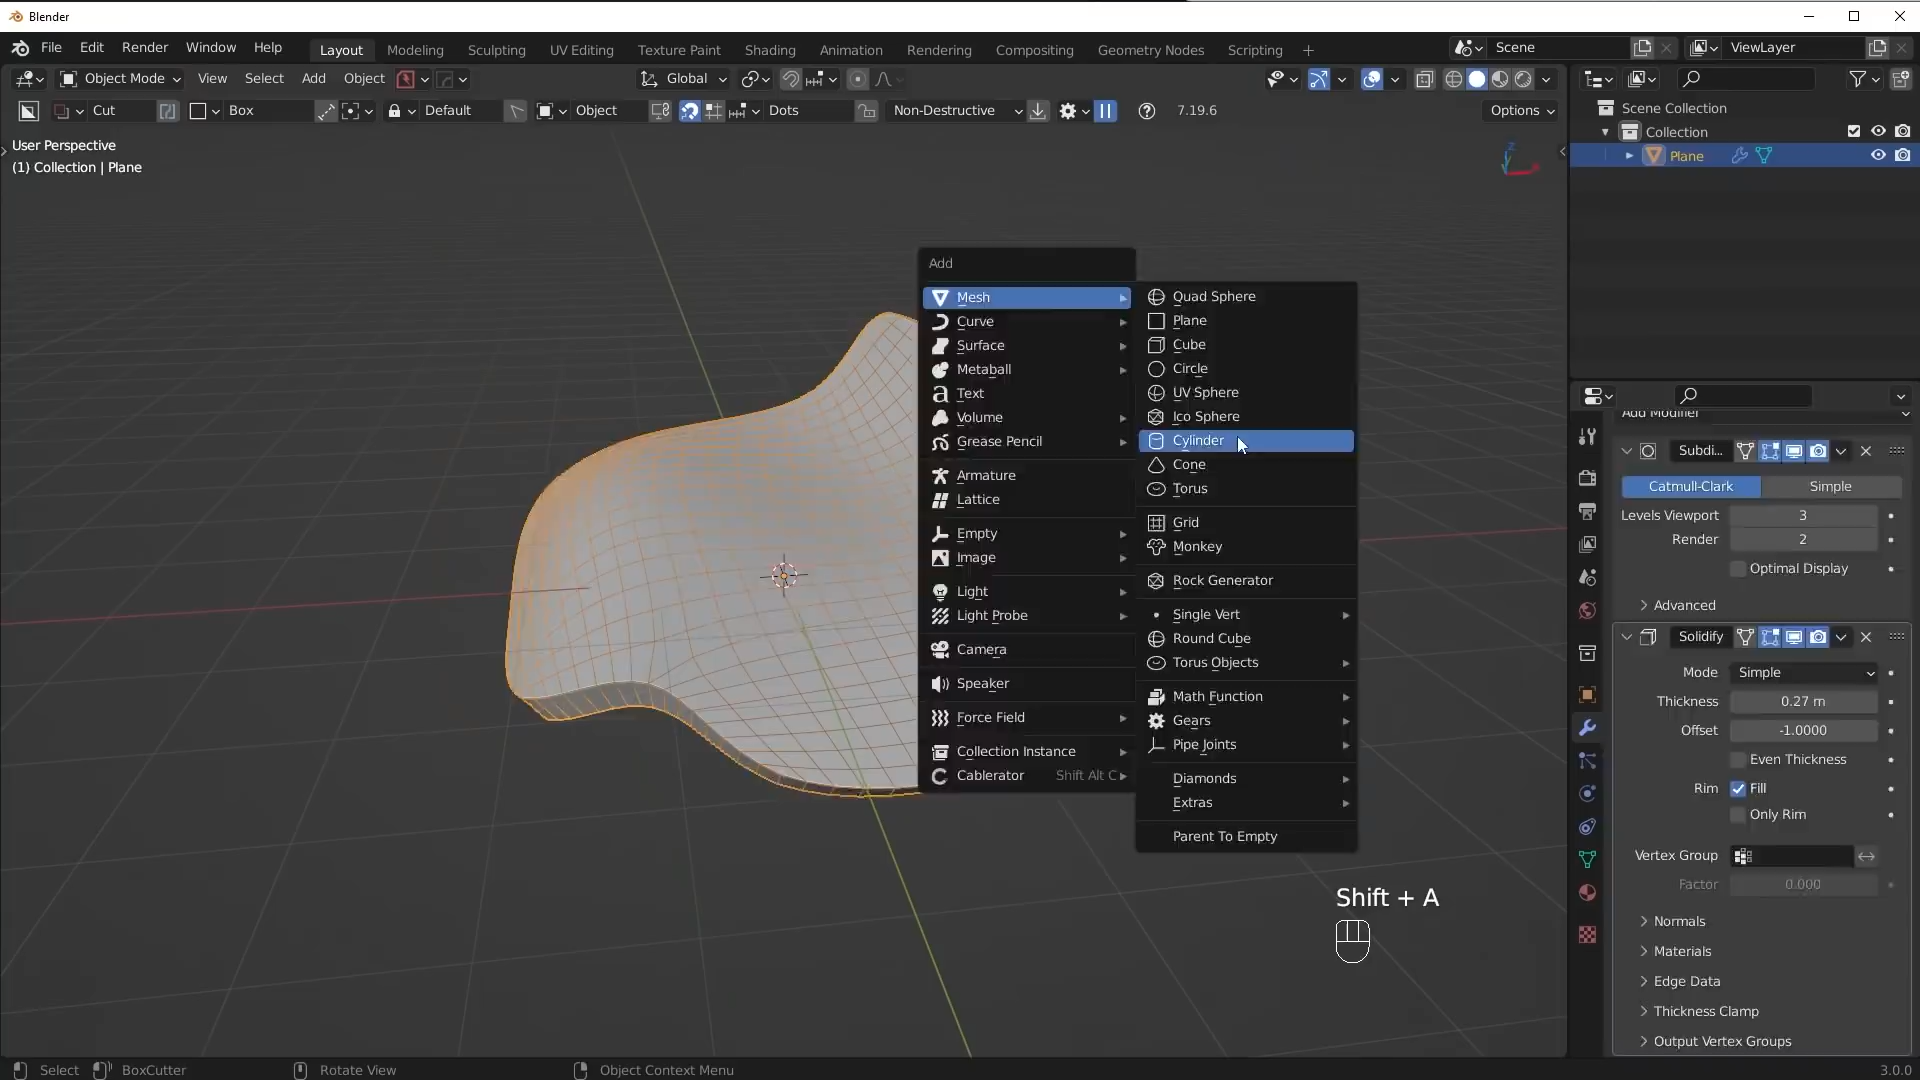 Blender
File Edit Render Window Help Layout Modeling Sculpting UV Editing Texture Paint Shading Animation Rendering Compositing Geometry Nodes Scripting + Scene ViewLayer
Object Mode View Select Add Object Global
Cut Box Default Object Dots Non-Destructive 7.19.6 Options
User Perspective
(1) Collection | Plane
Z
Scene Collection
Collection
Plane
Add
Mesh
Curve
Surface
Metaball
Text
Volume
Grease Pencil
Armature
Lattice
Empty
Image
Light
Light Probe
Camera
Speaker
Force Field
Collection Instance
Cablerator Shift Alt C
Quad Sphere
Plane
Cube
Circle
UV Sphere
Ico Sphere
Cylinder
Cone
Torus
Grid
Monkey
Rock Generator
Single Vert
Round Cube
Torus Objects
Math Function
Gears
Pipe Joints
Diamonds
Extras
Parent To Empty
Add Modifier
Subdi...
Catmull-Clark Simple
Levels Viewport 3
Render 2
Optimal Display
Advanced
Solidify
Mode Simple
Thickness 0.27 m
Offset -1.0000
Even Thickness
Rim Fill
Only Rim
Vertex Group
Factor 0.000
Normals
Materials
Edge Data
Thickness Clamp
Output Vertex Groups
Shift + A
Select BoxCutter Rotate View Object Context Menu 3.0.0